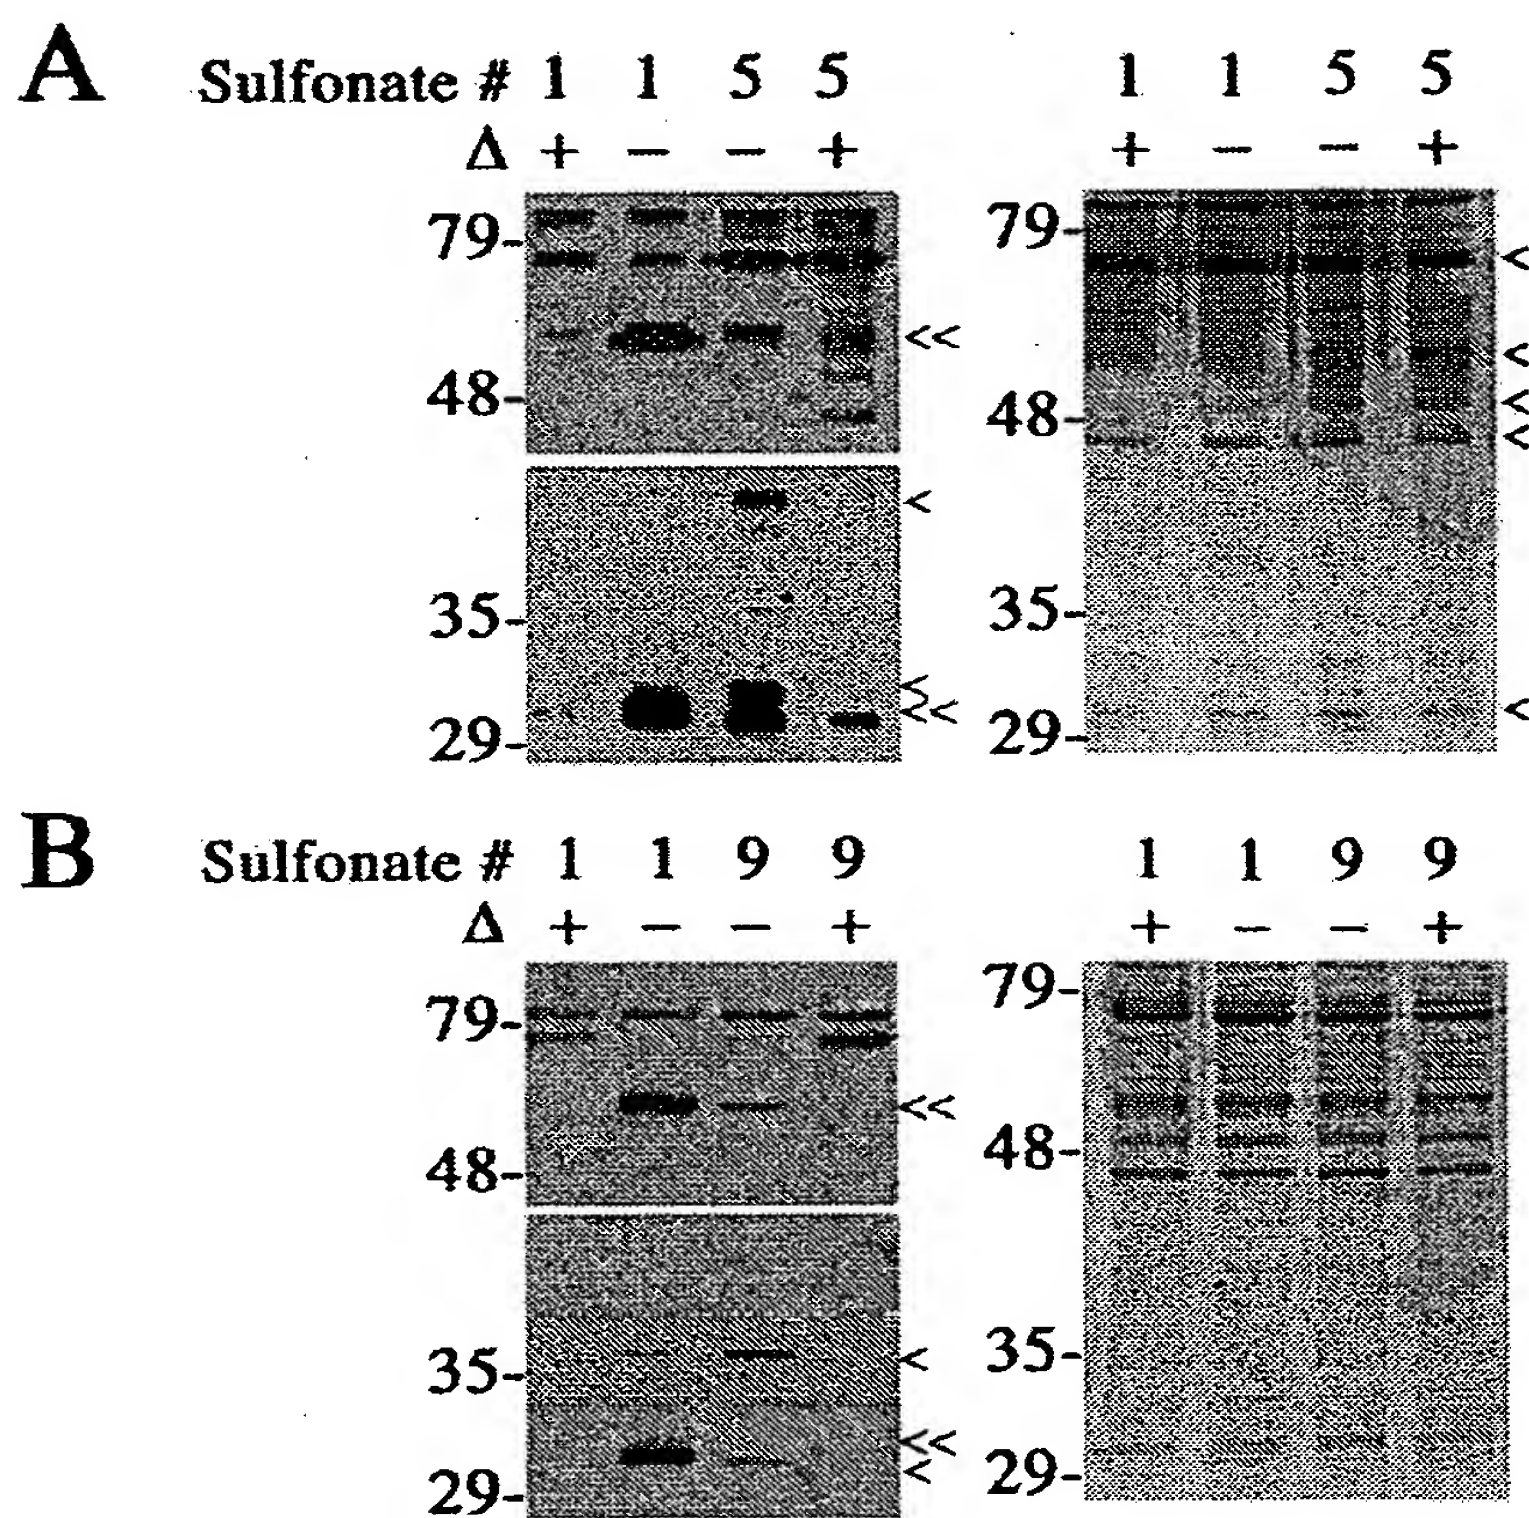 A Sulfonate # 1 1 5 5 1 1 5 5
Δ + − − + + − − +
79- 79- <
<< <
48- 48- <
<
<
35- 35-
<
<< <
29- 29-
B Sulfonate # 1 1 9 9 1 1 9 9
Δ + − − + + − − +
79- 79-
<<
48- 48-
35- < 35-
<<
<
29- 29-